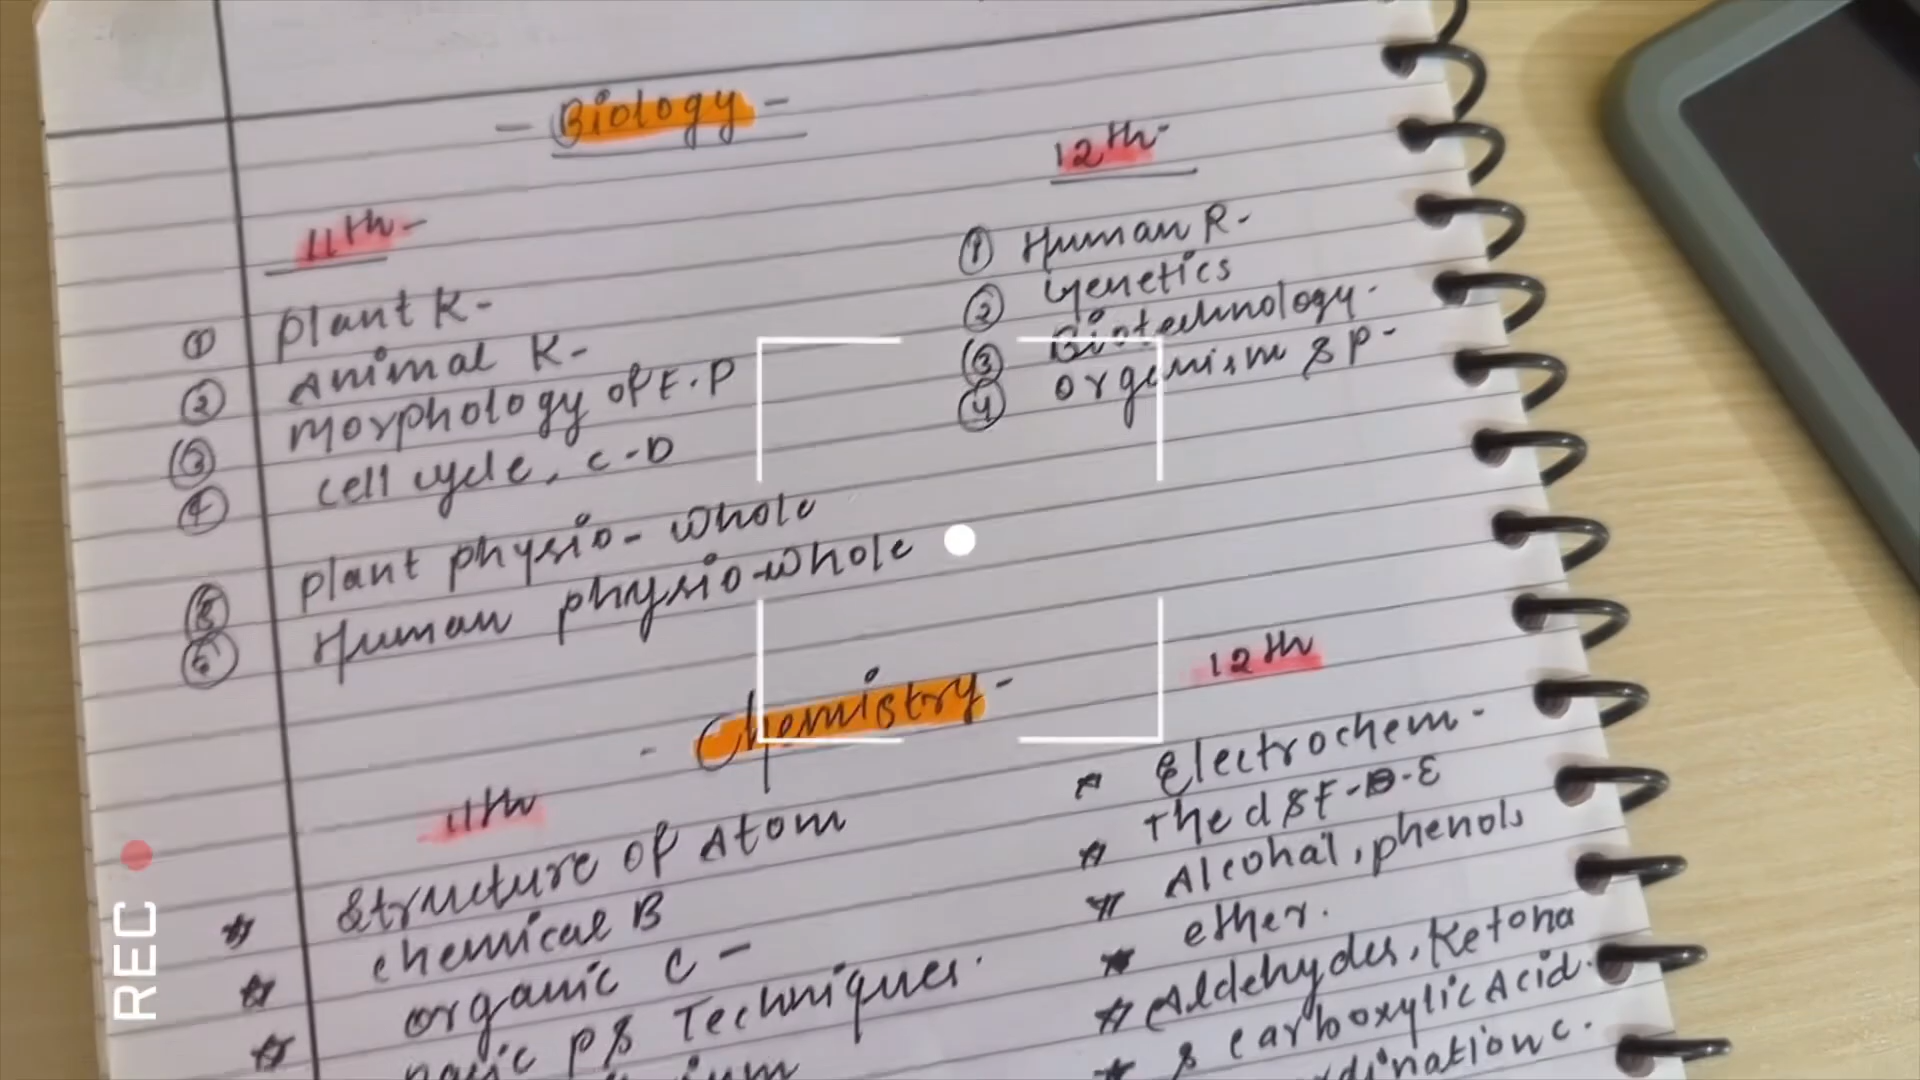 - Biology -
11th -
① plant K -
② Animal K -
③ Morphology of F.P
④ cell cycle, C-D
⑤ plant physio - whole
⑥ Human physio - whole
12th -
① Human R -
② Genetics
③ Biotechnology -
④ Orgenism & P -
- Chemistry -
11th
Structure of Atom
chemical B
organic C -
P & Techniques.
12th
Electrochem -
The d & F - B - E
Alcohal, phenols
ether.
Aldehydes, Ketona
& carboxylic Acid.
C.
REC